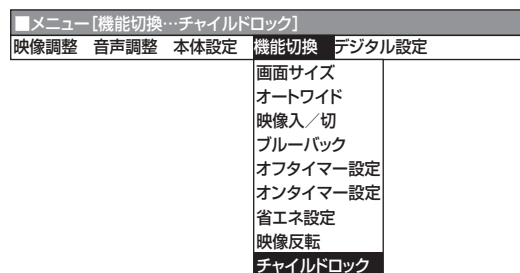 ■メニュー[機能切換…チャイルドロック]
映像調整 音声調整 本体設定 機能切換 デジタル設定
画面サイズ
オートワイド
映像入／切
ブルーバック
オフタイマー設定
オンタイマー設定
省エネ設定
映像反転
チャイルドロック